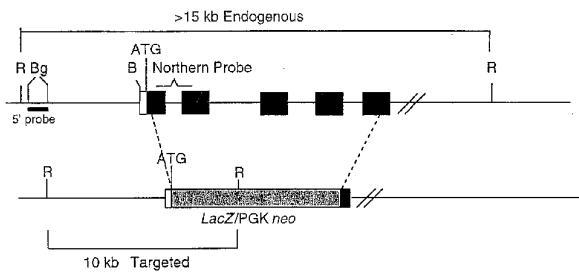 >15 kb Endogenous
ATG
R Bg B Northern Probe R
5' probe
ATG
R R
LacZ/PGK neo
10 kb Targeted